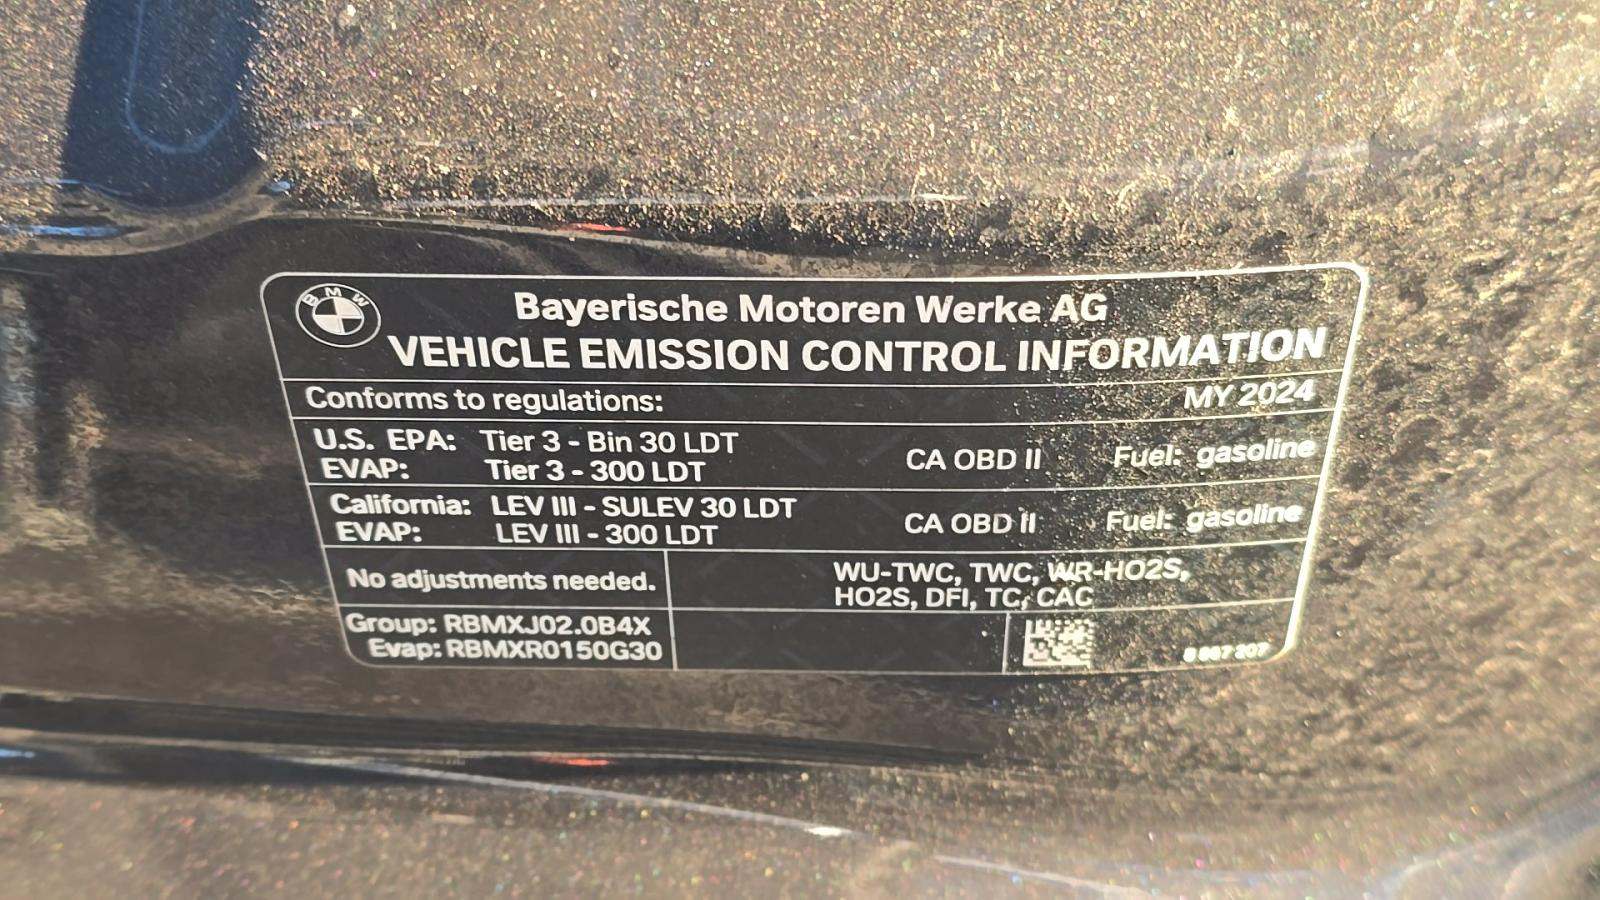 BMW
Bayerische Motoren Werke AG
VEHICLE EMISSION CONTROL INFORMATION
Conforms to regulations: MY 2024
U.S. EPA: Tier 3 - Bin 30 LDT
EVAP: Tier 3 - 300 LDT
CA OBD II Fuel: gasoline
California: LEV III - SULEV 30 LDT
EVAP: LEV III - 300 LDT
CA OBD II Fuel: gasoline
No adjustments needed.
WU-TWC, TWC, WR-HO2S,
HO2S, DFI, TC, CAC
Group: RBMXJ02.0B4X
Evap: RBMXR0150G30